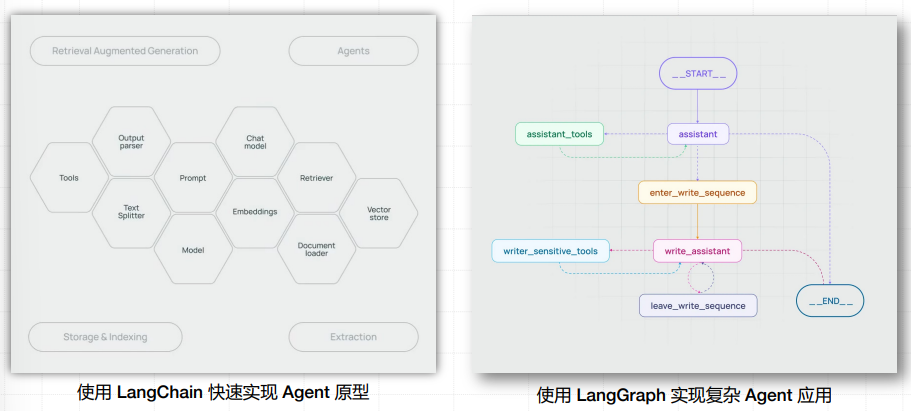 Retrieval Augmented Generation
Agents
Output
parser
Chat
model
Tools
Prompt
Retriever
Text
Splitter
Embeddings
Vector
store
Model
Document
loader
Storage & Indexing
Extraction
使用 LangChain 快速实现 Agent 原型
__START__
assistant_tools
assistant
enter_write_sequence
writer_sensitive_tools
write_assistant
leave_write_sequence
__END__
使用 LangGraph 实现复杂 Agent 应用